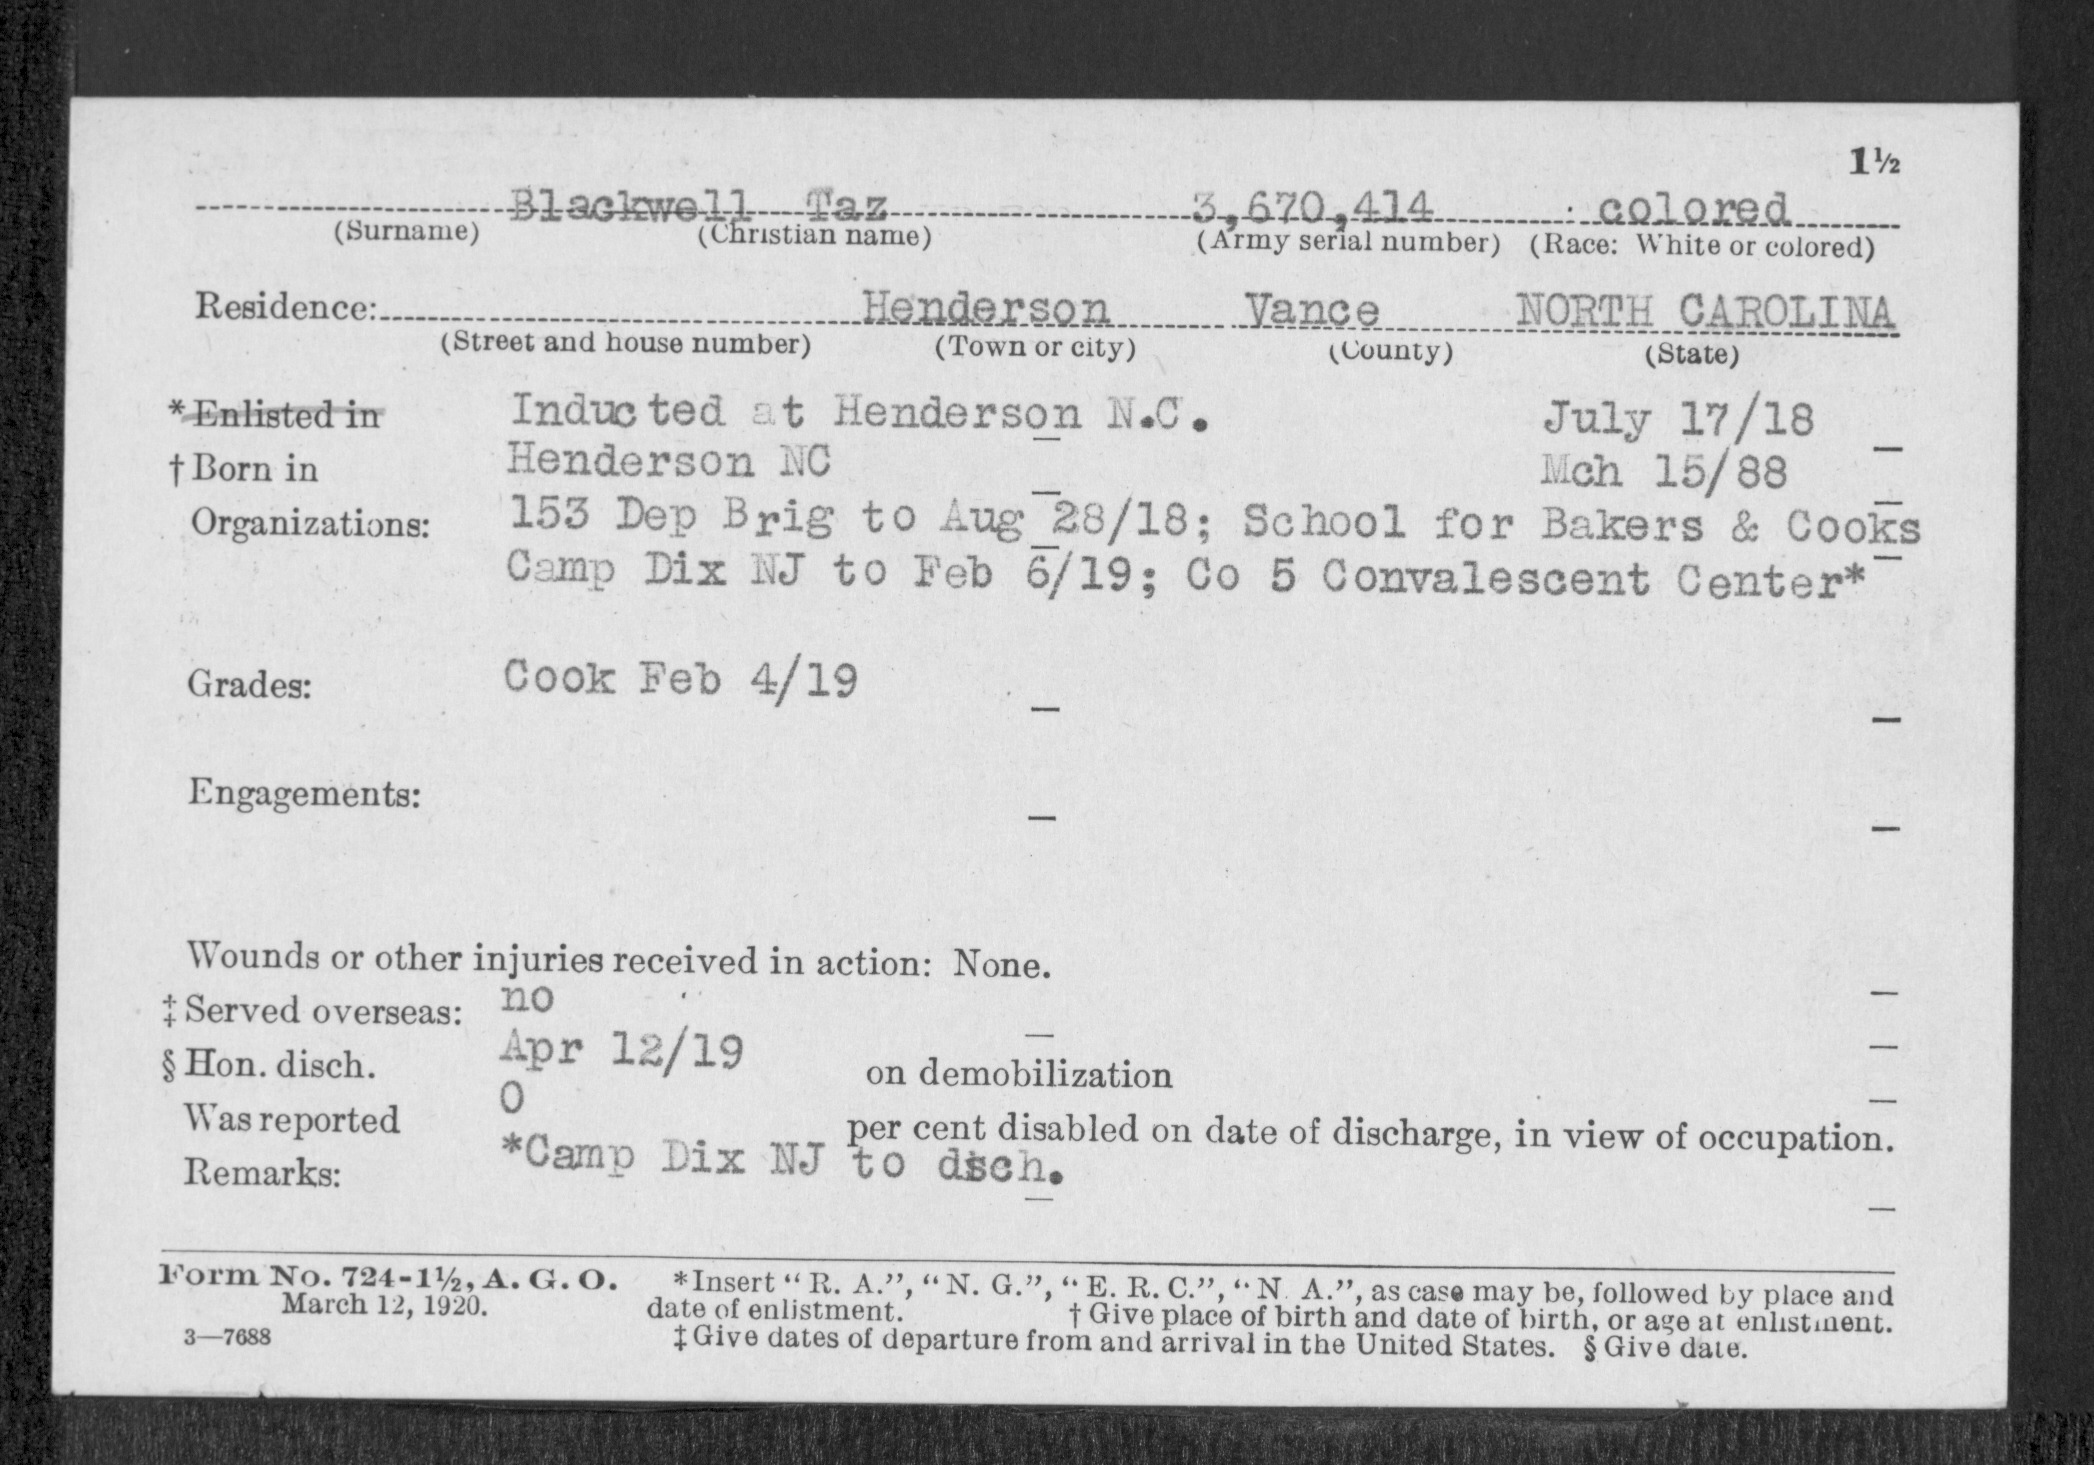 1½
Blackwell Taz 3,670,414 colored
(Surname) (Christian name) (Army serial number) (Race: White or colored)
Residence: Henderson Vance NORTH CAROLINA
(Street and house number) (Town or city) (County) (State)
*Enlisted in Inducted at Henderson N.C. July 17/18
†Born in Henderson NC Mch 15/88
Organizations: 153 Dep Brig to Aug 28/18; School for Bakers & Cooks
Camp Dix NJ to Feb 6/19; Co 5 Convalescent Center*
Grades: Cook Feb 4/19
Engagements:
Wounds or other injuries received in action: None.
‡Served overseas: no
§Hon. disch. Apr 12/19 on demobilization
Was reported 0 per cent disabled on date of discharge, in view of occupation.
Remarks: *Camp Dix NJ to dsch.
Form No. 724-1½, A. G. O. *Insert "R. A.", "N. G.", "E. R. C.", "N. A.", as case may be, followed by place and
March 12, 1920. date of enlistment. †Give place of birth and date of birth, or age at enlistment.
3—7688 ‡Give dates of departure from and arrival in the United States. §Give date.